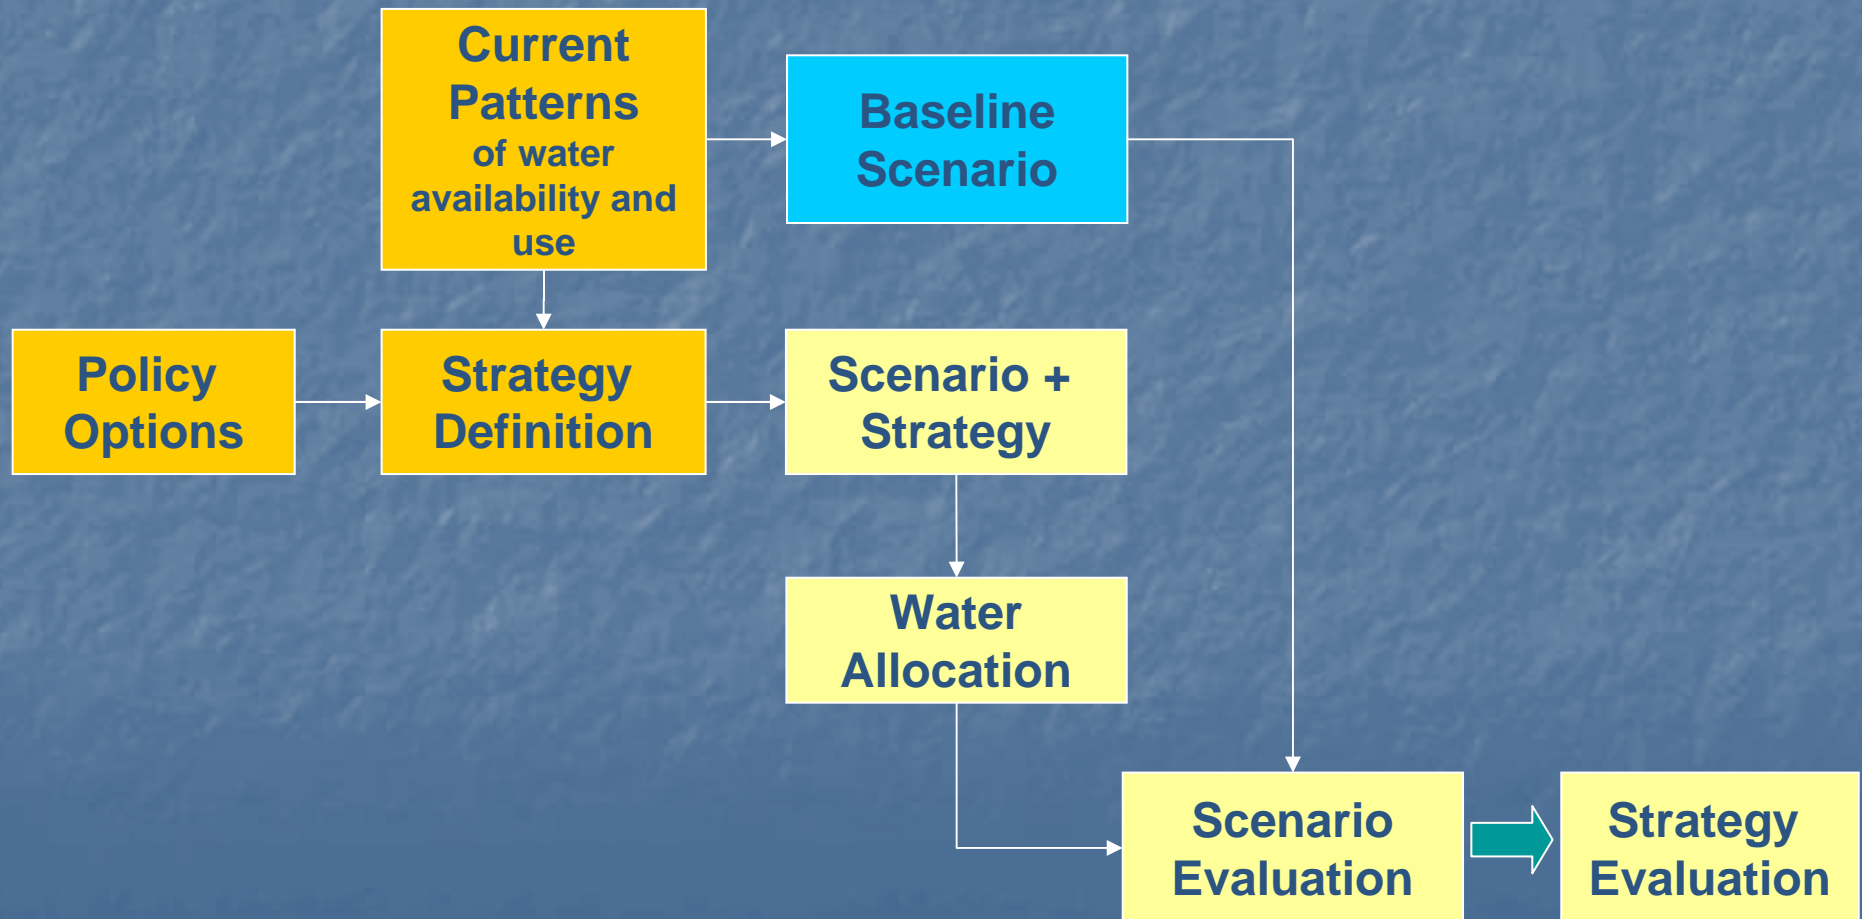 Current
Patterns
of water
availability and
use
Baseline
Scenario
Policy
Options
Strategy
Definition
Scenario +
Strategy
Water
Allocation
Scenario
Evaluation
Strategy
Evaluation